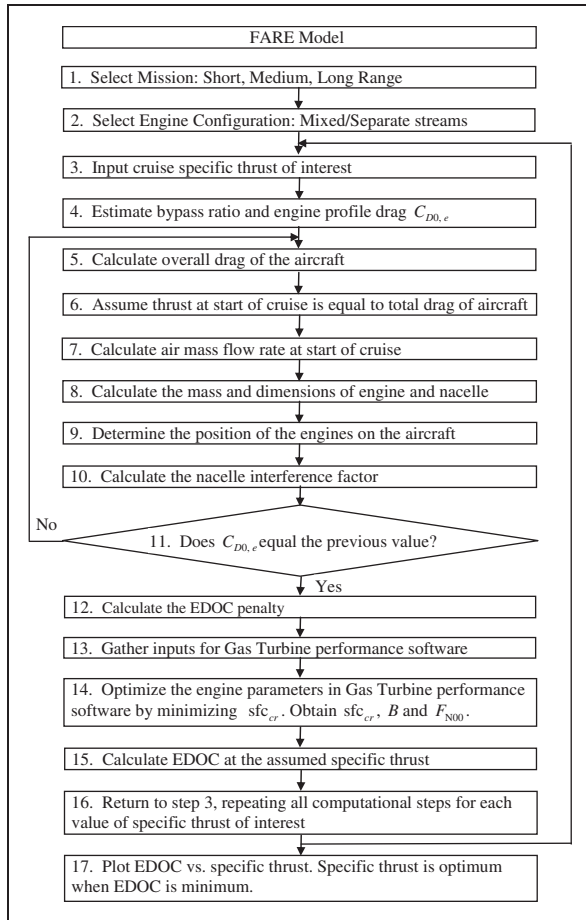 FARE Model
1. Select Mission: Short, Medium, Long Range
2. Select Engine Configuration: Mixed/Separate streams
3. Input cruise specific thrust of interest
4. Estimate bypass ratio and engine profile drag C_{D0, e}
5. Calculate overall drag of the aircraft
6. Assume thrust at start of cruise is equal to total drag of aircraft
7. Calculate air mass flow rate at start of cruise
8. Calculate the mass and dimensions of engine and nacelle
9. Determine the position of the engines on the aircraft
10. Calculate the nacelle interference factor
No
11. Does C_{D0, e} equal the previous value?
Yes
12. Calculate the EDOC penalty
13. Gather inputs for Gas Turbine performance software
14. Optimize the engine parameters in Gas Turbine performance
software by minimizing sfc_{cr}. Obtain sfc_{cr}, B and F_{N00}.
15. Calculate EDOC at the assumed specific thrust
16. Return to step 3, repeating all computational steps for each
value of specific thrust of interest
17. Plot EDOC vs. specific thrust. Specific thrust is optimum
when EDOC is minimum.